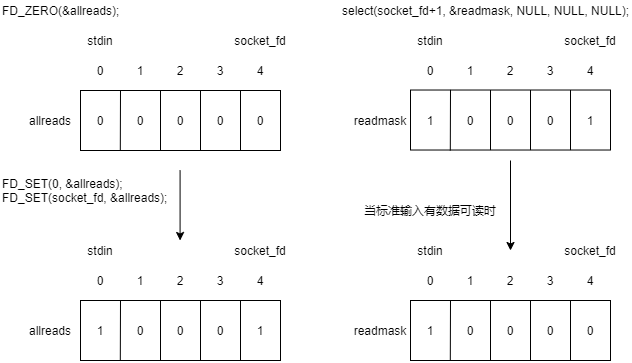 FD_ZERO(&allreads);
stdin socket_fd
0 1 2 3 4
allreads 0 0 0 0 0
FD_SET(0, &allreads);
FD_SET(socket_fd, &allreads);
stdin socket_fd
0 1 2 3 4
allreads 1 0 0 0 1
select(socket_fd+1, &readmask, NULL, NULL, NULL);
stdin socket_fd
0 1 2 3 4
readmask 1 0 0 0 1
当标准输入有数据可读时
stdin socket_fd
0 1 2 3 4
readmask 1 0 0 0 0